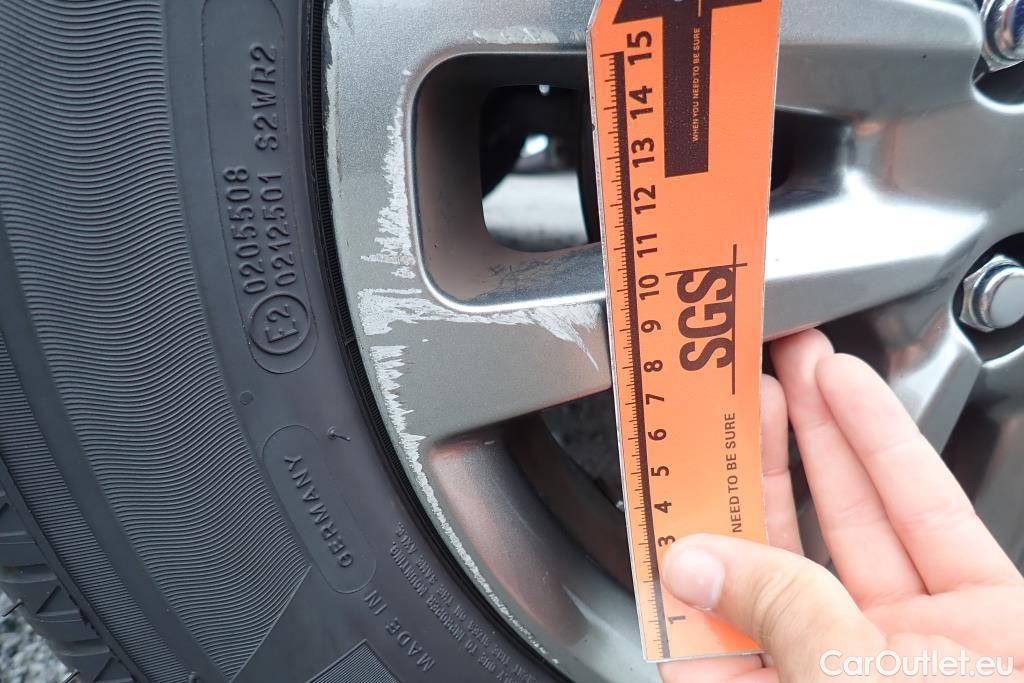 0205508
0212501 S2WR2
E2
GERMANY
MADE IN
15
14
13
12
11
10
9
8
7
6
5
4
3
1
WHEN YOU NEED TO BE SURE
SGS
NEED TO BE SURE
CarOutlet.eu